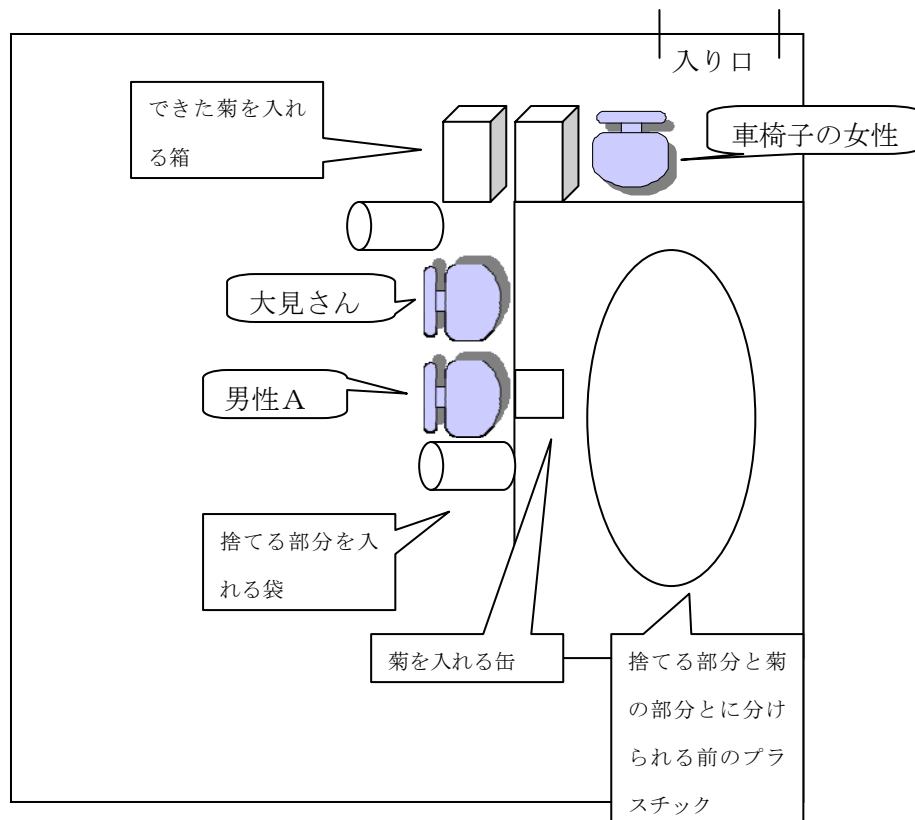 入り口
できた菊を入れ
る箱
車椅子の女性
大見さん
男性A
捨てる部分を入
れる袋
菊を入れる缶
捨てる部分と菊
の部分とに分け
られる前のプラ
スチック